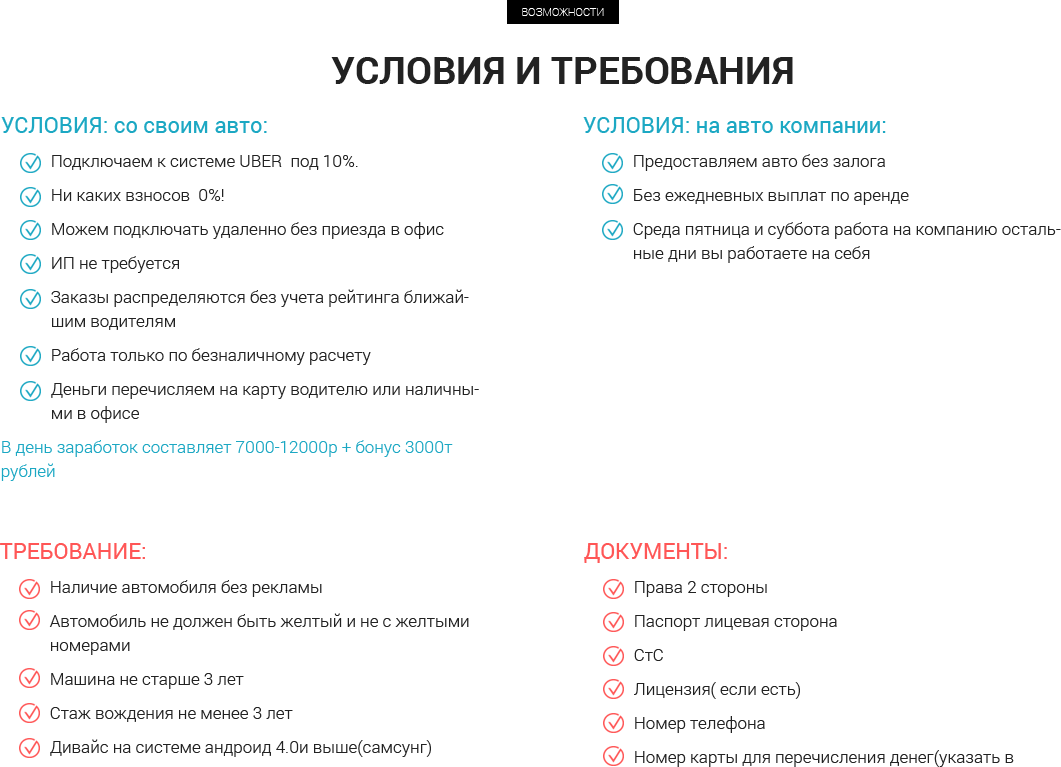 ВОЗМОЖНОСТИ
УСЛОВИЯ И ТРЕБОВАНИЯ
УСЛОВИЯ: со своим авто:
Подключаем к системе UBER  под 10%.
Ни каких взносов  0%!
Можем подключать удаленно без приезда в офис
ИП не требуется
Заказы распределяются без учета рейтинга ближай-
шим водителям
Работа только по безналичному расчету
Деньги перечисляем на карту водителю или наличны-
ми в офисе
В день заработок составляет 7000-12000р + бонус 3000т
рублей
УСЛОВИЯ: на авто компании:
Предоставляем авто без залога
Без ежедневных выплат по аренде
Среда пятница и суббота работа на компанию осталь-
ные дни вы работаете на себя
ТРЕБОВАНИЕ:
Наличие автомобиля без рекламы
Автомобиль не должен быть желтый и не с желтыми
номерами
Машина не старше 3 лет
Стаж вождения не менее 3 лет
Дивайс на системе андроид 4.0и выше(самсунг)
ДОКУМЕНТЫ:
Права 2 стороны
Паспорт лицевая сторона
СтС
Лицензия( если есть)
Номер телефона
Номер карты для перечисления денег(указать в